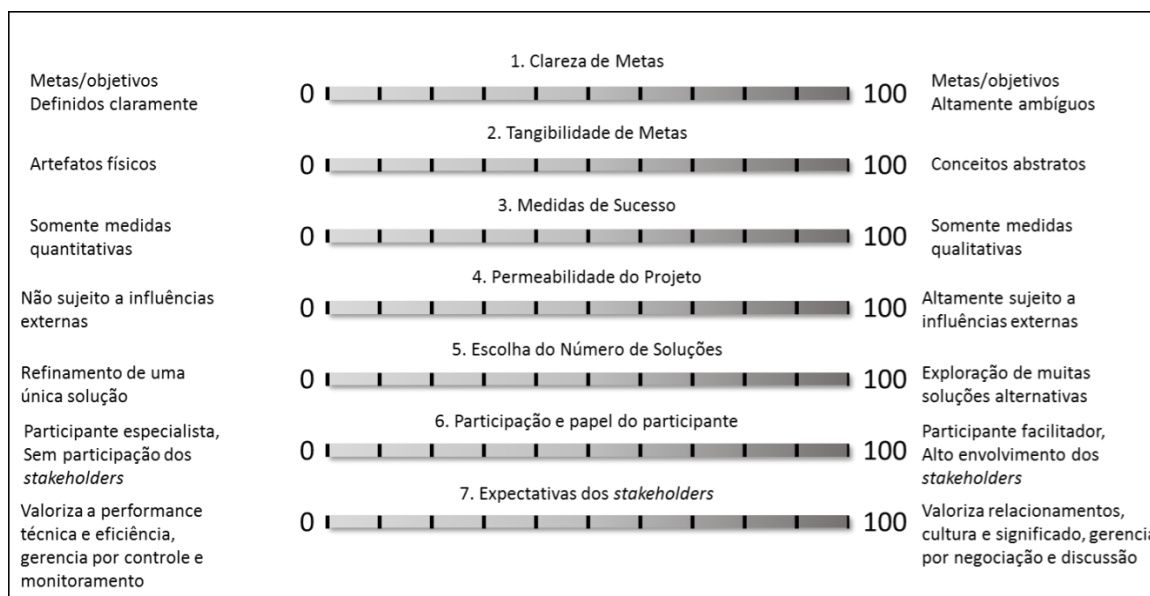 1. Clareza de Metas
Metas/objetivos
Definidos claramente
0
100
Metas/objetivos
Altamente ambíguos
2. Tangibilidade de Metas
Artefatos físicos
0
100
Conceitos abstratos
3. Medidas de Sucesso
Somente medidas
quantitativas
0
100
Somente medidas
qualitativas
4. Permeabilidade do Projeto
Não sujeito a influências
externas
0
100
Altamente sujeito a
influências externas
5. Escolha do Número de Soluções
Refinamento de uma
única solução
0
100
Exploração de muitas
soluções alternativas
6. Participação e papel do participante
Participante especialista,
Sem participação dos
stakeholders
0
100
Participante facilitador,
Alto envolvimento dos
stakeholders
7. Expectativas dos stakeholders
Valoriza a performance
técnica e eficiência,
gerencia por controle e
monitoramento
0
100
Valoriza relacionamentos,
cultura e significado, gerencia
por negociação e discussão